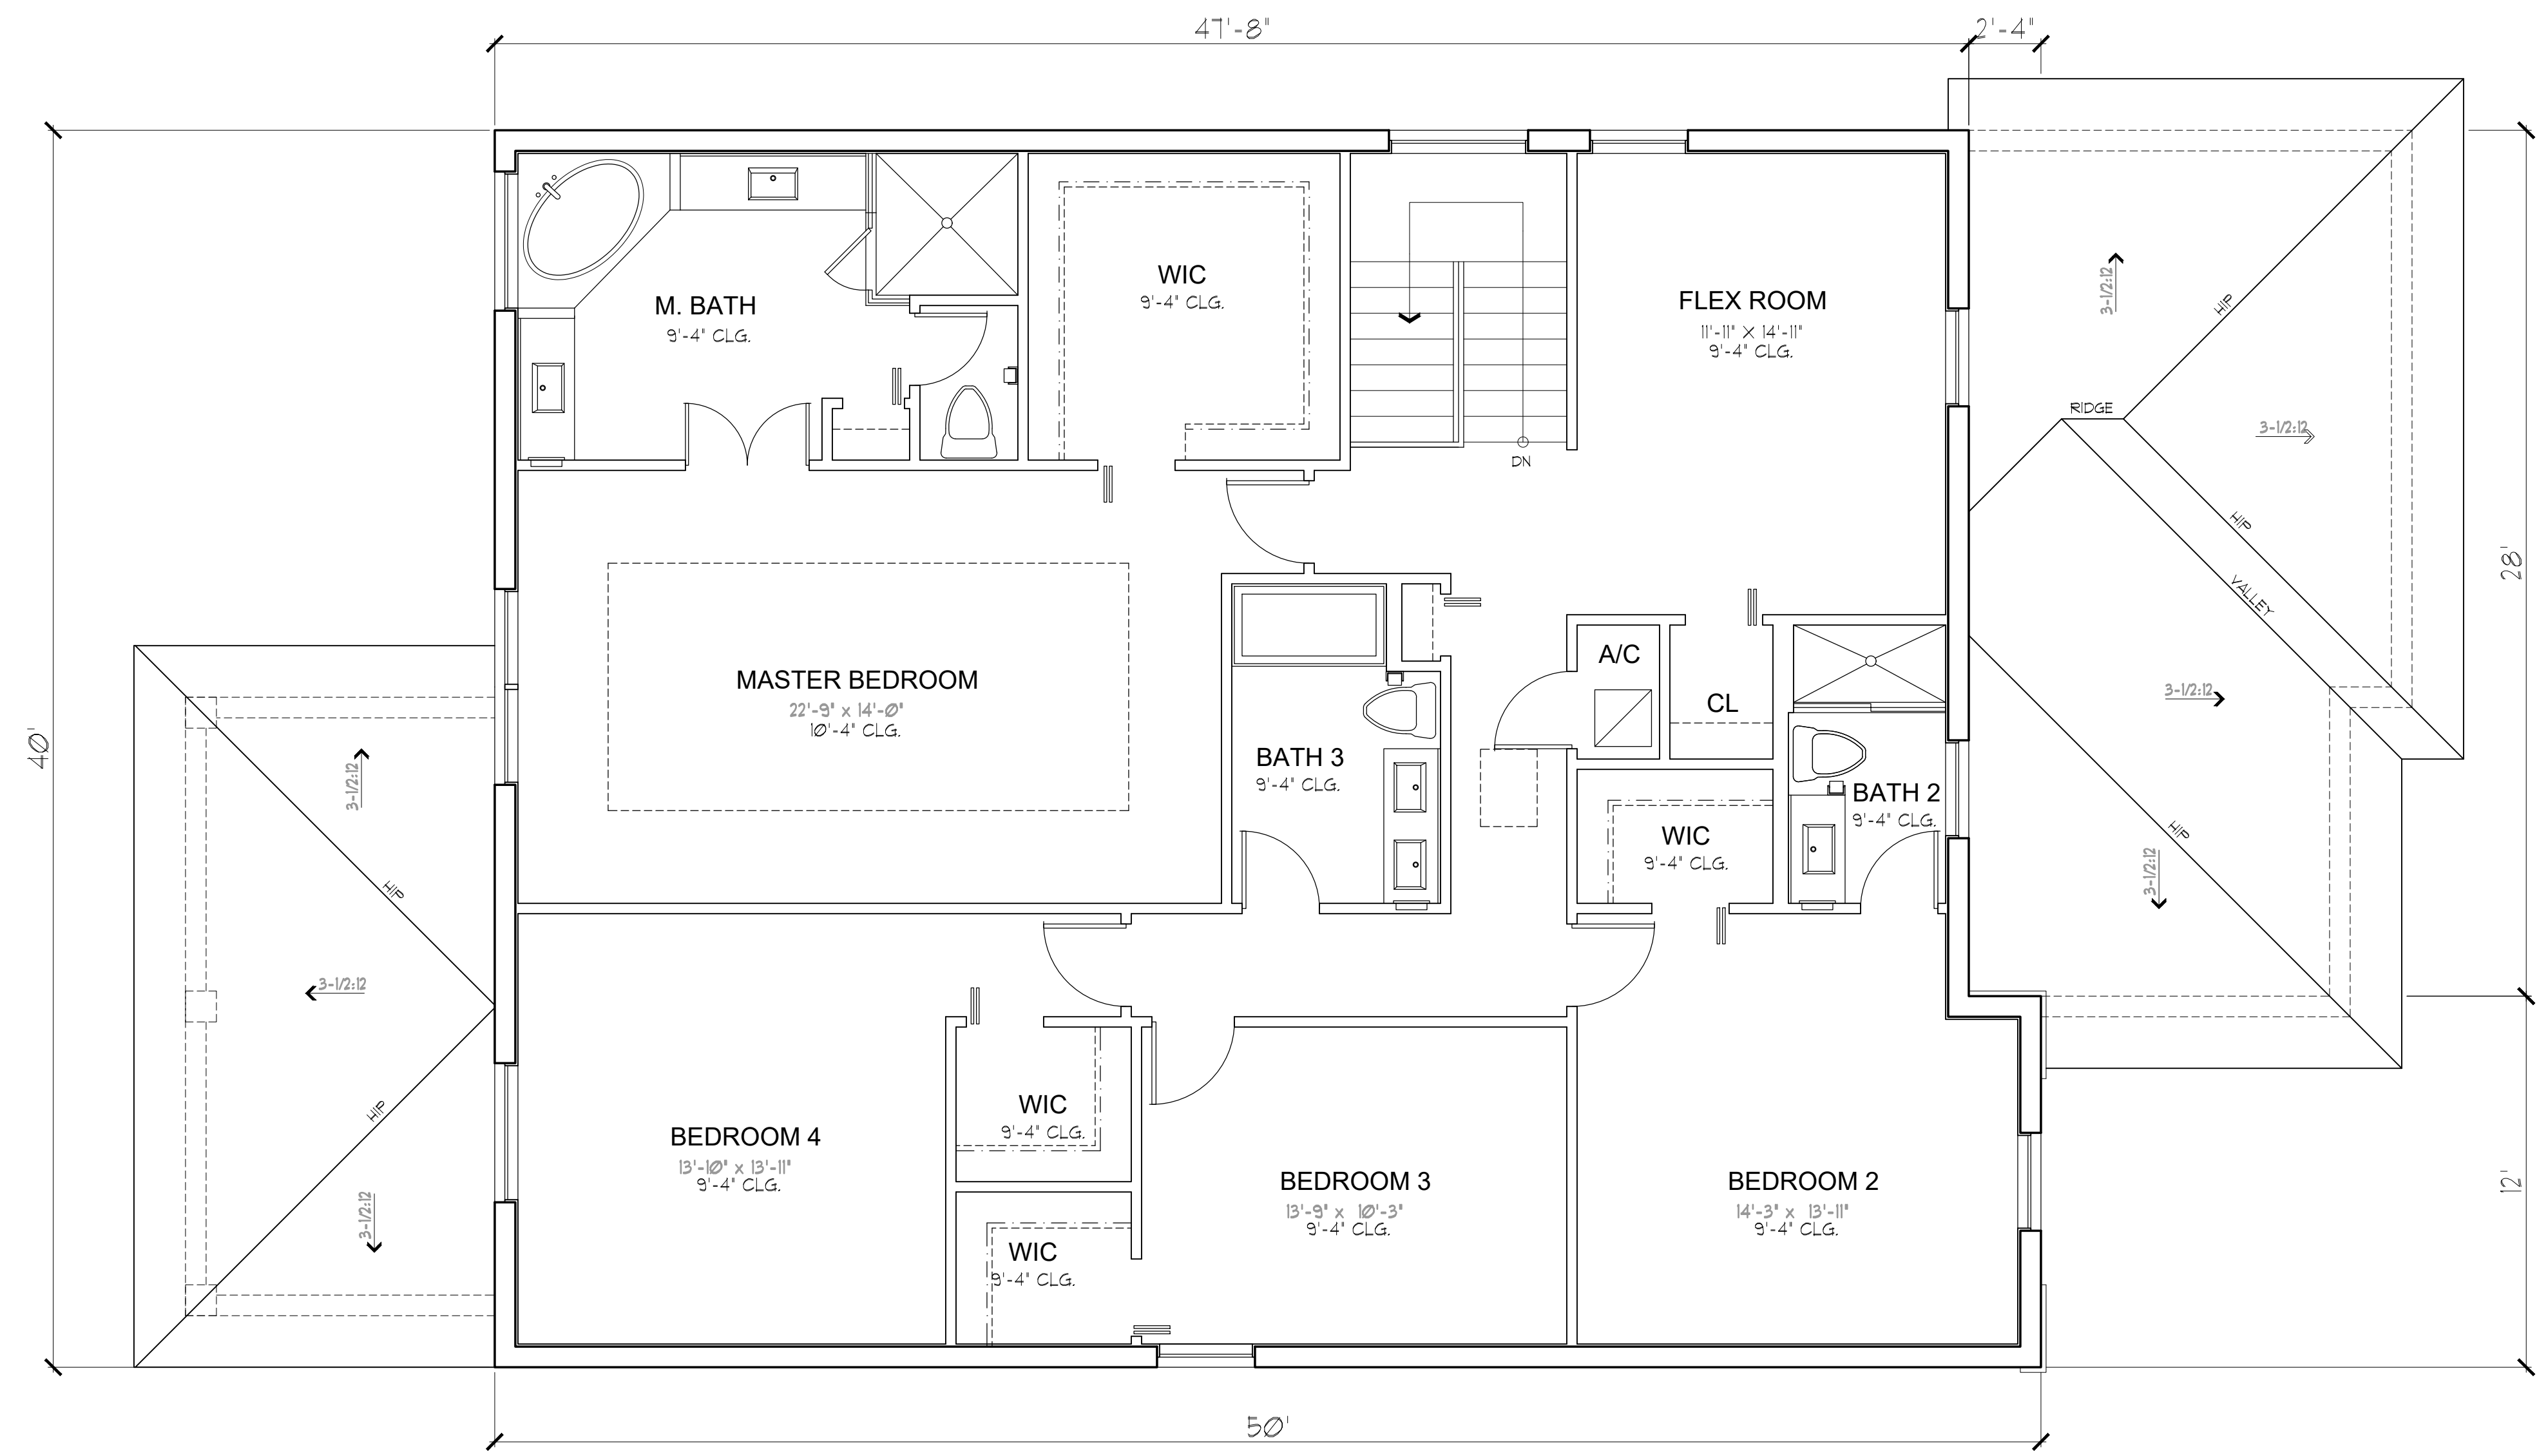 47'-8"
2'-4"
40'
28'
12'
50'
M. BATH
9'-4" CLG.
WIC
9'-4" CLG.
DN
FLEX ROOM
11'-11" X 14'-11"
9'-4" CLG.
3-1/2:12
HIP
RIDGE
3-1/2:12
HIP
VALLEY
3-1/2:12
HIP
3-1/2:12
MASTER BEDROOM
22'-9" x 14'-0"
10'-4" CLG.
BATH 3
9'-4" CLG.
A/C
CL
WIC
9'-4" CLG.
BATH 2
9'-4" CLG.
3-1/2:12
HIP
3-1/2:12
HIP
3-1/2:12
BEDROOM 4
13'-10" x 13'-11"
9'-4" CLG.
WIC
9'-4" CLG.
WIC
9'-4" CLG.
BEDROOM 3
13'-9" x 10'-3"
9'-4" CLG.
BEDROOM 2
14'-3" x 13'-11"
9'-4" CLG.